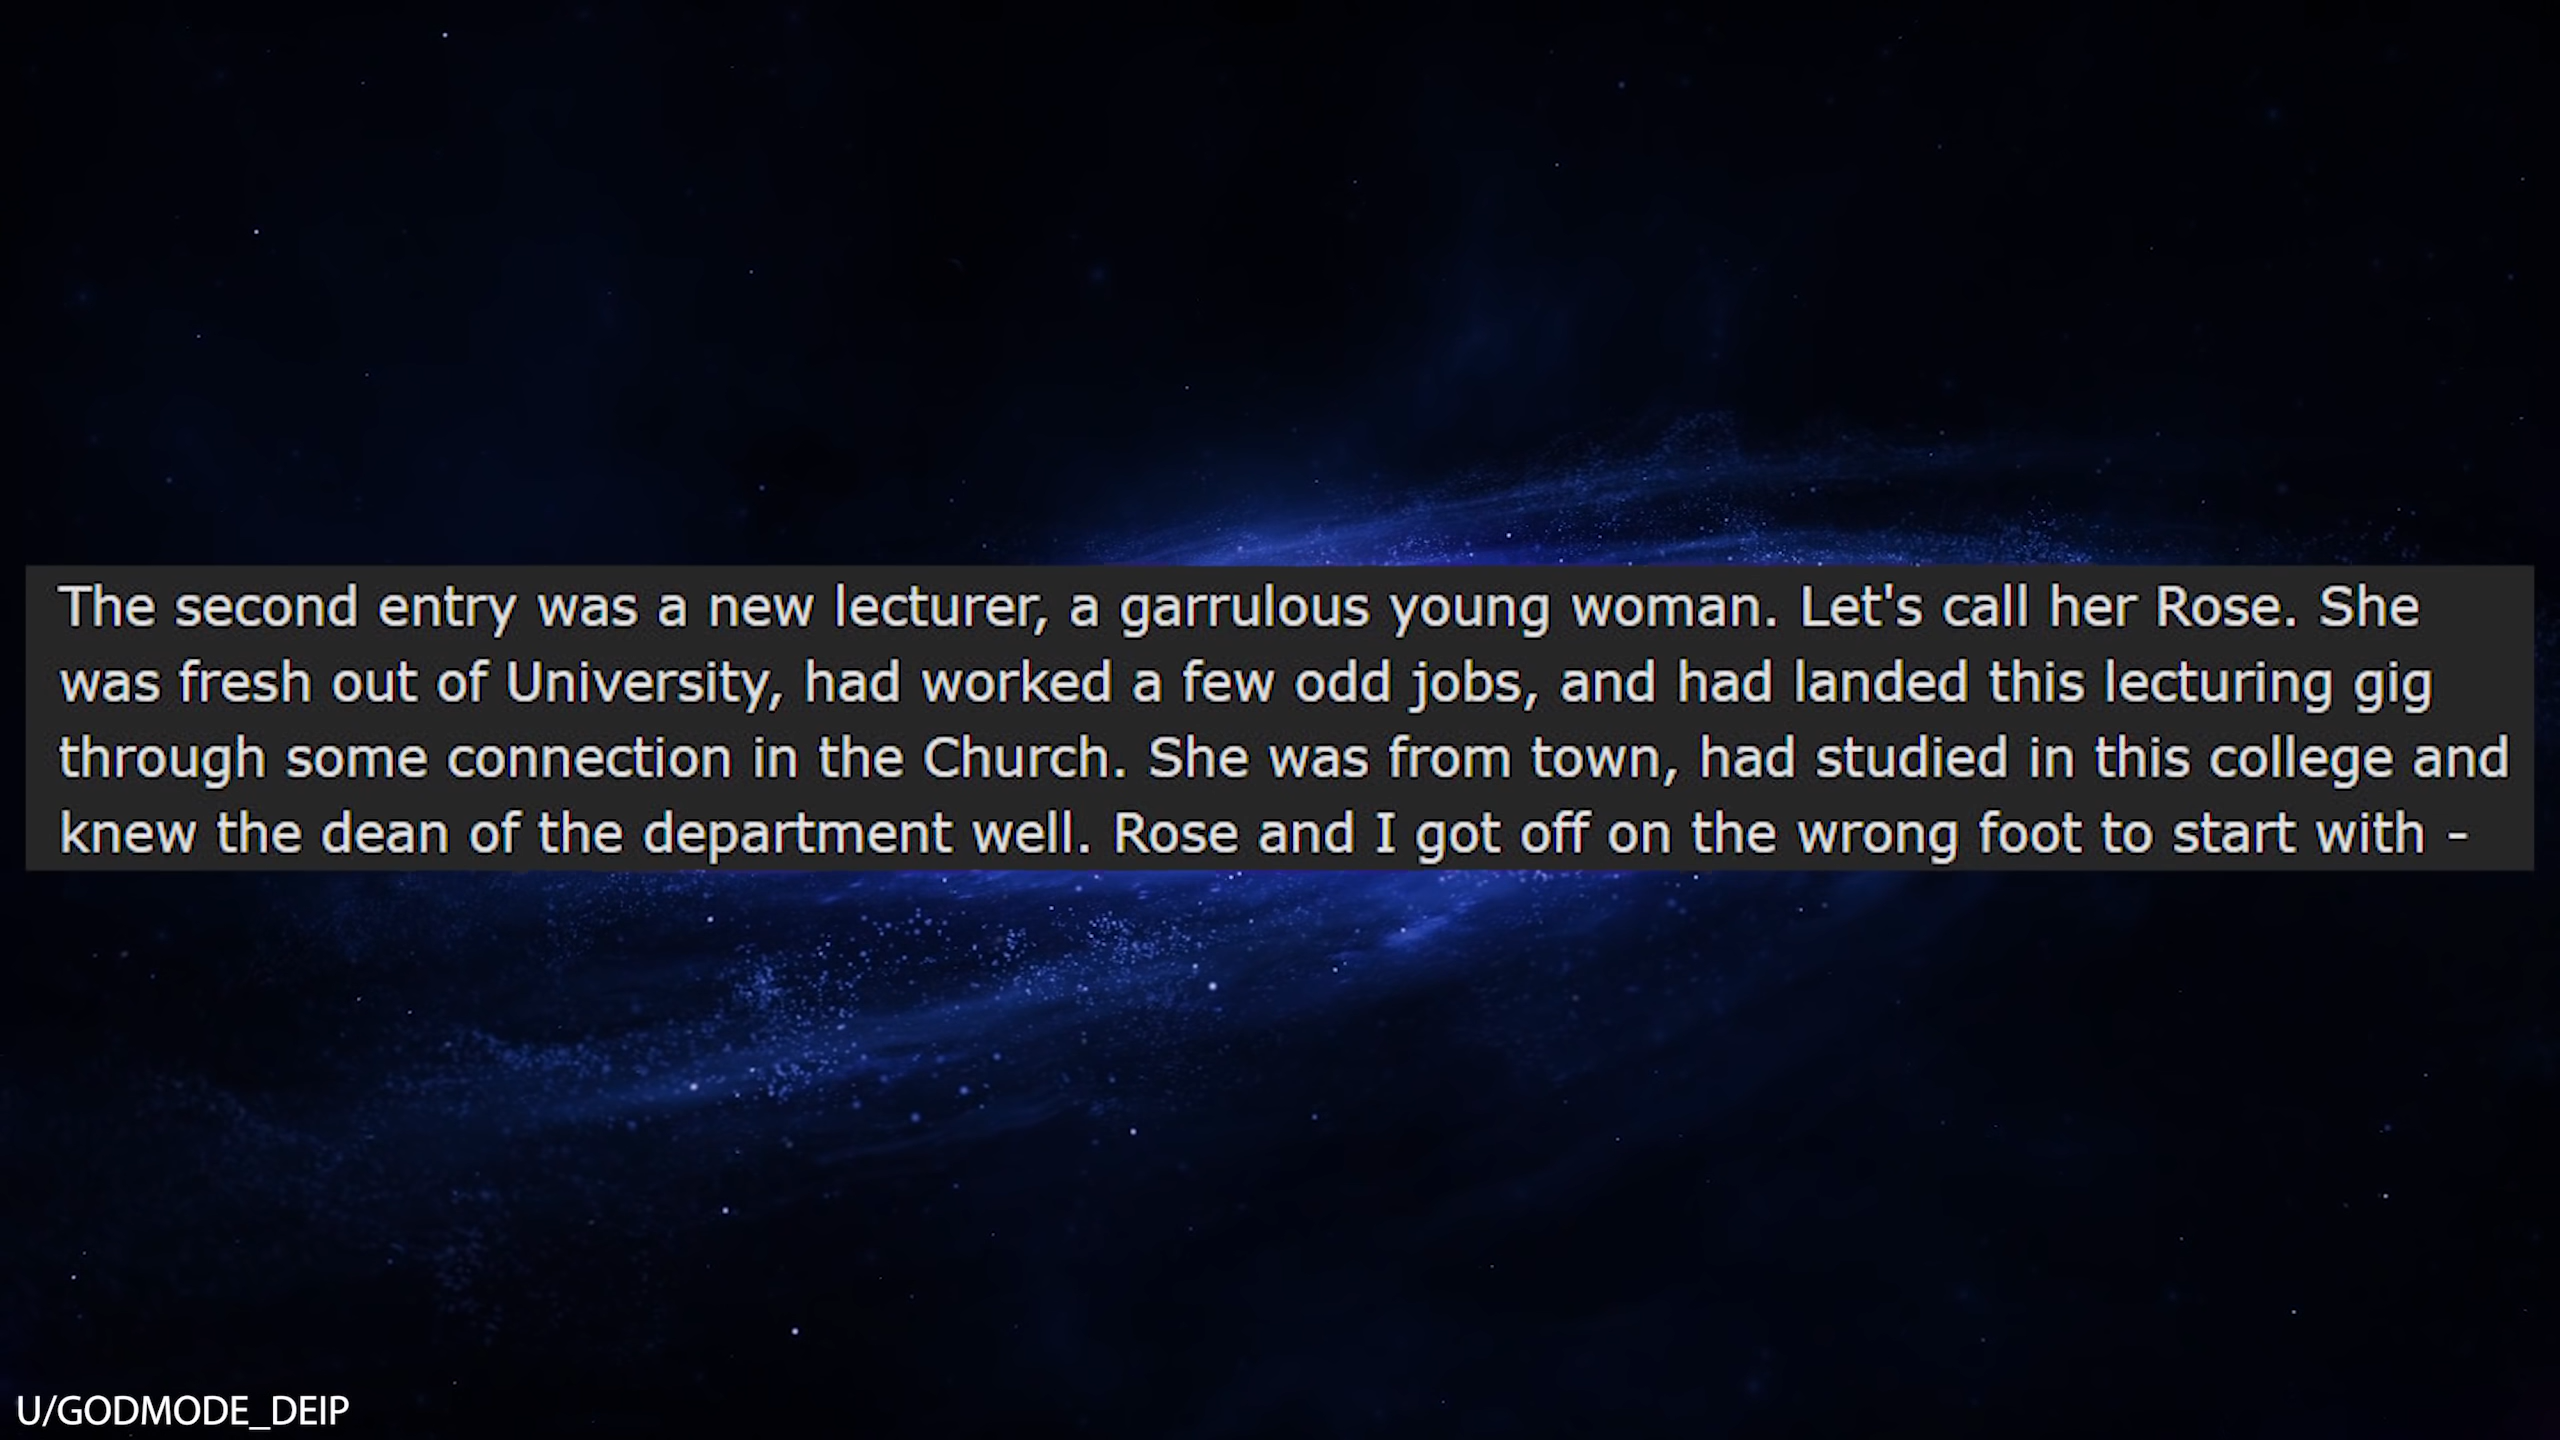 The second entry was a new lecturer, a garrulous young woman. Let's call her Rose. She
was fresh out of University, had worked a few odd jobs, and had landed this lecturing gig
through some connection in the Church. She was from town, had studied in this college and
knew the dean of the department well. Rose and I got off on the wrong foot to start with -
U/GODMODE_DEIP